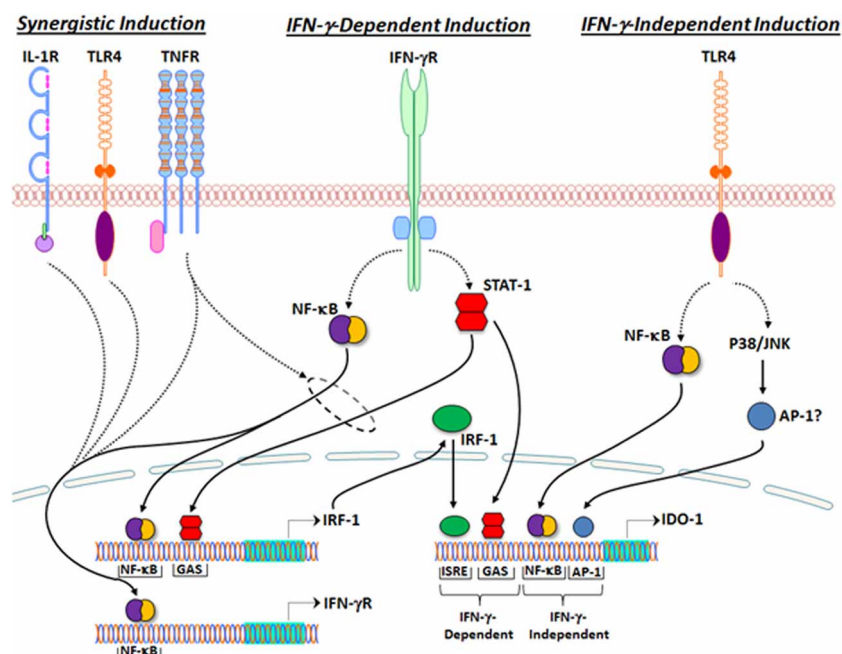 Synergistic Induction
IFN-γ-Dependent Induction
IFN-γ-Independent Induction
IL-1R
TLR4
TNFR
IFN-γR
TLR4
NF-κB
STAT-1
NF-κB
P38/JNK
AP-1?
IRF-1
IRF-1
IDO-1
NF-κB
GAS
ISRE
GAS
NF-κB
AP-1
IFN-γR
IFN-γ-
Dependent
IFN-γ-
Independent
NF-κB